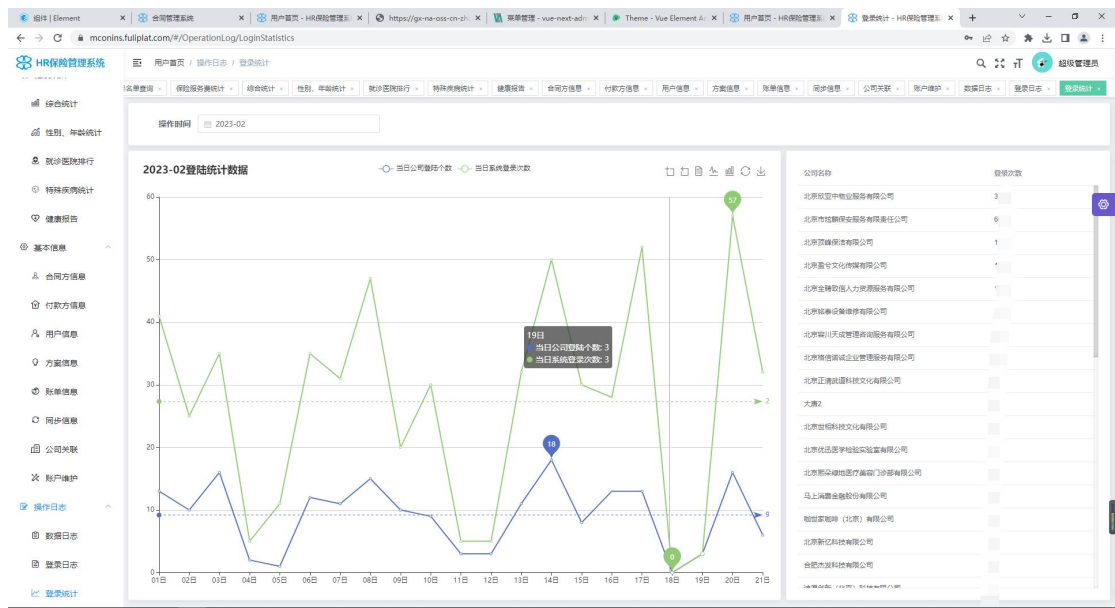 组件 | Element
合同管理系统
用户首页 - HR保险管理系
https://gx-na-oss-cn-zh
菜单管理 - vue-next-adm
Theme - Vue Element Ad
用户首页 - HR保险管理系
登录统计 - HR保险管理系
mconins.fuliplat.com/#/OperationLog/LoginStatistics
HR保险管理系统
用户首页 / 操作日志 / 登录统计
超级管理员
名单查询
保险服务费统计
综合统计
性别、年龄统计
就诊医院排行
特殊疾病统计
健康报告
合同方信息
付款方信息
用户信息
方案信息
账单信息
同步信息
公司关联
账户维护
数据日志
登录日志
登录统计
综合统计
性别、年龄统计
就诊医院排行
特殊疾病统计
健康报告
基本信息
合同方信息
付款方信息
用户信息
方案信息
账单信息
同步信息
公司关联
账户维护
操作日志
数据日志
登录日志
登录统计
操作时间
2023-02
2023-02登陆统计数据
当日公司登陆个数
当日系统登录次数
60
50
40
30
20
10
0
57
18
0
2
9
19日
当日公司登陆个数: 3
当日系统登录次数: 3
01日 02日 03日 04日 05日 06日 07日 08日 09日 10日 11日 12日 13日 14日 15日 16日 17日 18日 19日 20日 21日
公司名称 登录次数
北京欣亚中物业服务有限公司 3
北京市旭鹏保安服务有限责任公司 6
北京顶峰保洁有限公司 1
北京盈兮文化传媒有限公司
北京全聘致信人力资源服务有限公司
北京铭泰设备维修有限公司
北京容川天成管理咨询服务有限公司
北京格信诺诚企业管理服务有限公司
北京正清武道科技文化有限公司
大唐2
北京世相科技文化有限公司
北京优迅医学检验实验室有限公司
北京熙朵绿地医疗美容门诊部有限公司
马上消费金融股份有限公司
咖世家咖啡（北京）有限公司
北京新亿科技有限公司
合肥杰发科技有限公司